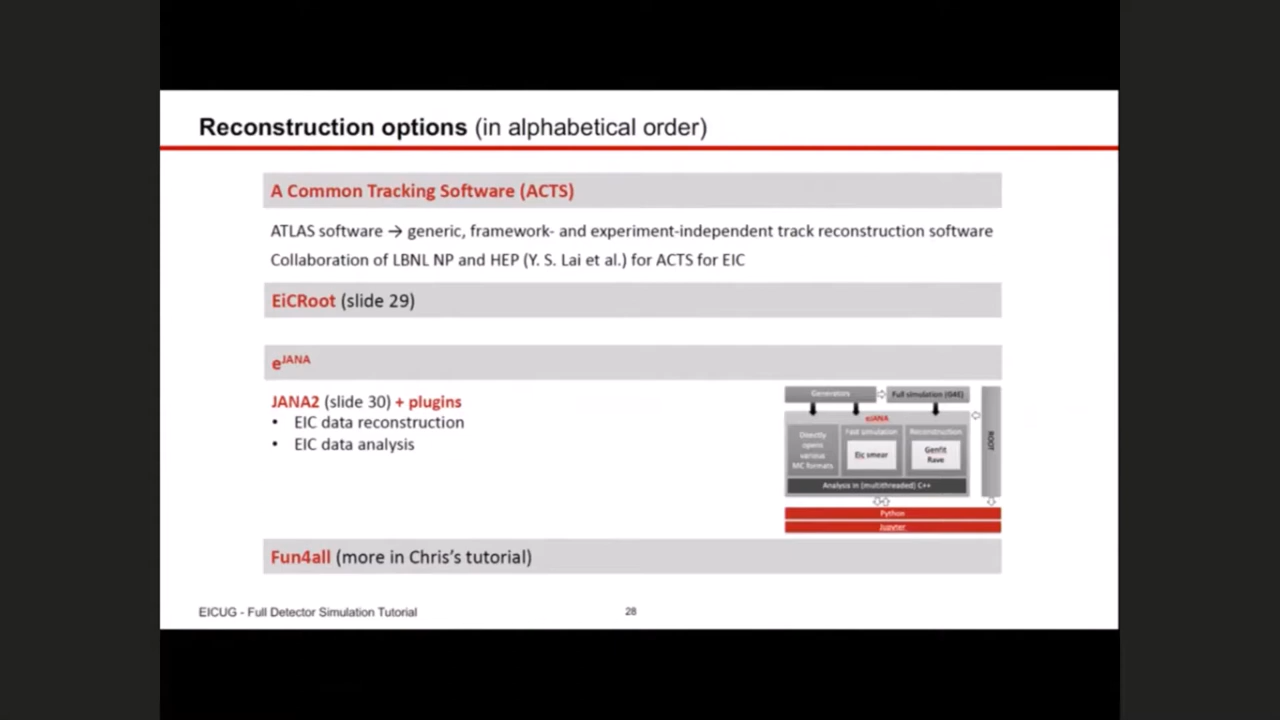 Reconstruction options (in alphabetical order)
A Common Tracking Software (ACTS)
ATLAS software → generic, framework- and experiment-independent track reconstruction software
Collaboration of LBNL NP and HEP (Y. S. Lai et al.) for ACTS for EIC
EiCRoot (slide 29)
eJANA
JANA2 (slide 30) + plugins
• EIC data reconstruction
• EIC data analysis
Generators
Full simulation (G4E)
eJANA
Directly
opens
various
MC formats
Fast simulation
Eic smear
Reconstruction
Genfit
Rave
ROOT
Analysis in (multithreaded) C++
Python
Jupyter
Fun4all (more in Chris's tutorial)
EICUG - Full Detector Simulation Tutorial
28